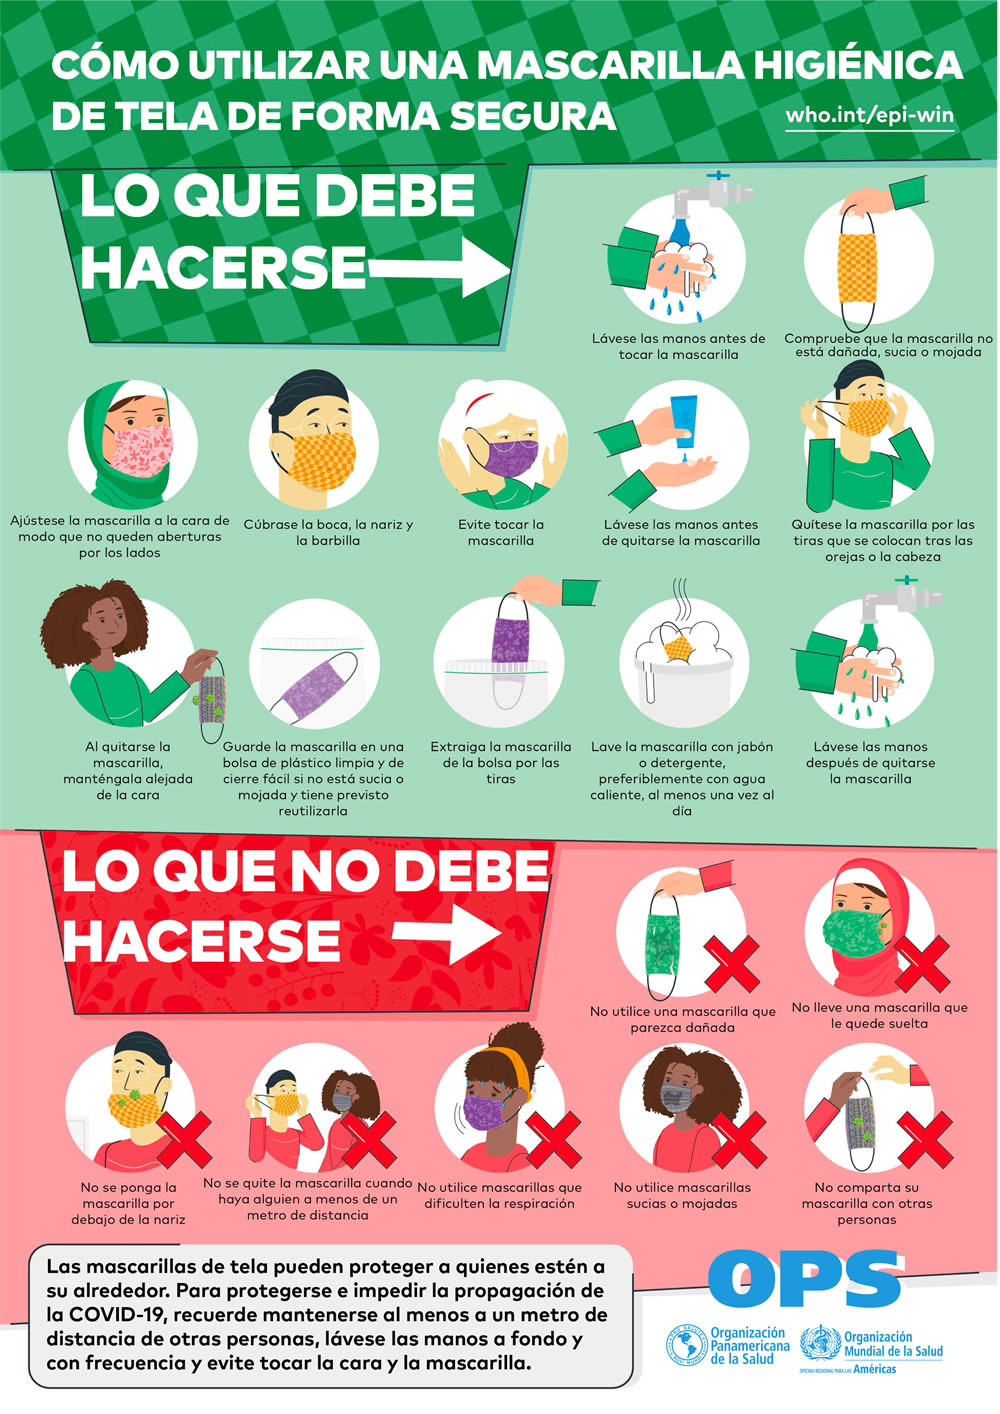 CÓMO UTILIZAR UNA MASCARILLA HIGIÉNICA
DE TELA DE FORMA SEGURA
who.int/epi-win
LO QUE DEBE
HACERSE
Lávese las manos antes de
tocar la mascarilla
Compruebe que la mascarilla no
está dañada, sucia o mojada
Ajústese la mascarilla a la cara de
modo que no queden aberturas
por los lados
Cúbrase la boca, la nariz y
la barbilla
Evite tocar la
mascarilla
Lávese las manos antes
de quitarse la mascarilla
Quítese la mascarilla por las
tiras que se colocan tras las
orejas o la cabeza
Al quitarse la
mascarilla,
manténgala alejada
de la cara
Guarde la mascarilla en una
bolsa de plástico limpia y de
cierre fácil si no está sucia o
mojada y tiene previsto
reutilizarla
Extraiga la mascarilla
de la bolsa por las
tiras
Lave la mascarilla con jabón
o detergente,
preferiblemente con agua
caliente, al menos una vez al
día
Lávese las manos
después de quitarse
la mascarilla
LO QUE NO DEBE
HACERSE
No utilice una mascarilla que
parezca dañada
No lleve una mascarilla que
le quede suelta
No se ponga la
mascarilla por
debajo de la nariz
No se quite la mascarilla cuando
haya alguien a menos de un
metro de distancia
No utilice mascarillas que
dificulten la respiración
No utilice mascarillas
sucias o mojadas
No comparta su
mascarilla con otras
personas
Las mascarillas de tela pueden proteger a quienes estén a
su alrededor. Para protegerse e impedir la propagación de
la COVID-19, recuerde mantenerse al menos a un metro de
distancia de otras personas, lávese las manos a fondo y
con frecuencia y evite tocar la cara y la mascarilla.
OPS
Organización
Panamericana
de la Salud
Organización
Mundial de la Salud
OFICINA REGIONAL PARA LAS Américas